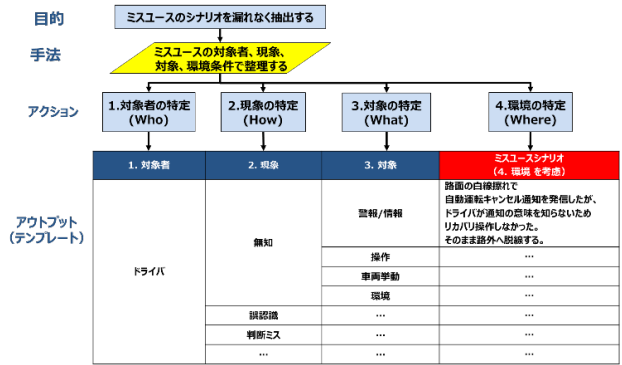 目的
ミスユースのシナリオを漏れなく抽出する
手法
ミスユースの対象者、現象、
対象、環境条件で整理する
アクション
1.対象者の特定
(Who)
2.現象の特定
(How)
3.対象の特定
(What)
4.環境の特定
(Where)
アウトプット
(テンプレート)
1. 対象者
2. 現象
3. 対象
ミスユースシナリオ
(4. 環境 を考慮)
ドライバ
無知
警報/情報
路面の白線擦れで
自動運転キャンセル通知を発信したが、
ドライバが通知の意味を知らないため
リカバリ操作しなかった。
そのまま路外へ脱線する。
操作
…
車両挙動
…
環境
…
誤認識
…
…
判断ミス
…
…
…
…
…